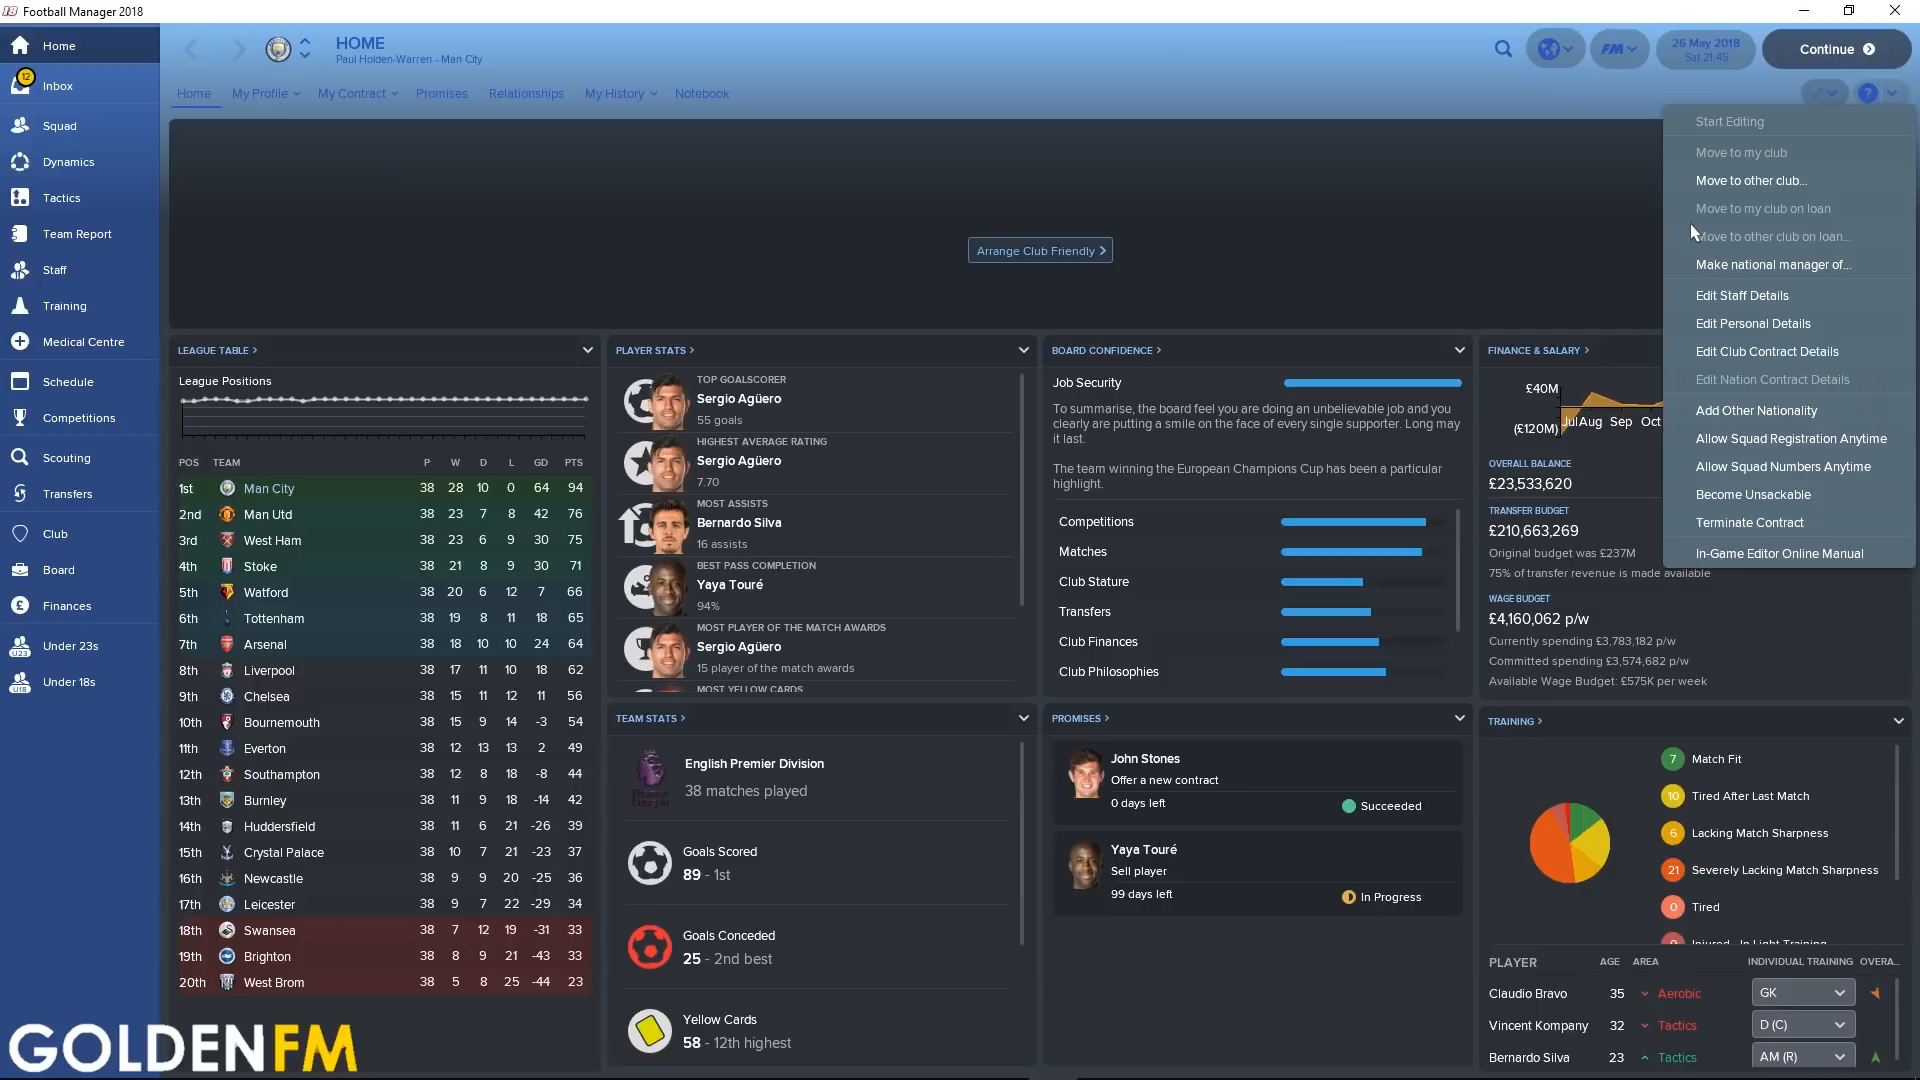 18 Football Manager 2018
Home
12
Inbox
Squad
Dynamics
Tactics
Team Report
Staff
Training
Medical Centre
Schedule
Competitions
Scouting
Transfers
Club
Board
Finances
Under 23s
Under 18s
HOME
Paul Holden-Warren - Man City
FM
26 May 2018
Sat 21:45
Continue
Home My Profile My Contract Promises Relationships My History Notebook
?
Arrange Club Friendly
Start Editing
Move to my club
Move to other club...
Move to my club on loan
Move to other club on loan...
Make national manager of...
Edit Staff Details
Edit Personal Details
Edit Club Contract Details
Edit Nation Contract Details
Add Other Nationality
Allow Squad Registration Anytime
Allow Squad Numbers Anytime
Become Unsackable
Terminate Contract
In-Game Editor Online Manual
LEAGUE TABLE
League Positions
POS TEAM P W D L GD PTS
1st Man City 38 28 10 0 64 94
2nd Man Utd 38 23 7 8 42 76
3rd West Ham 38 23 6 9 30 75
4th Stoke 38 21 8 9 30 71
5th Watford 38 20 6 12 7 66
6th Tottenham 38 19 8 11 18 65
7th Arsenal 38 18 10 10 24 64
8th Liverpool 38 17 11 10 18 62
9th Chelsea 38 15 11 12 11 56
10th Bournemouth 38 15 9 14 -3 54
11th Everton 38 12 13 13 2 49
12th Southampton 38 12 8 18 -8 44
13th Burnley 38 11 9 18 -14 42
14th Huddersfield 38 11 6 21 -26 39
15th Crystal Palace 38 10 7 21 -23 37
16th Newcastle 38 9 9 20 -25 36
17th Leicester 38 9 7 22 -29 34
18th Swansea 38 7 12 19 -31 33
19th Brighton 38 8 9 21 -43 33
20th West Brom 38 5 8 25 -44 23
PLAYER STATS
TOP GOALSCORER
Sergio Agüero
55 goals
HIGHEST AVERAGE RATING
Sergio Agüero
7.70
MOST ASSISTS
Bernardo Silva
16 assists
BEST PASS COMPLETION
Yaya Touré
94%
MOST PLAYER OF THE MATCH AWARDS
Sergio Agüero
15 player of the match awards
MOST YELLOW CARDS
TEAM STATS
English Premier Division
38 matches played
Goals Scored
89 - 1st
Goals Conceded
25 - 2nd best
Yellow Cards
58 - 12th highest
BOARD CONFIDENCE
Job Security
To summarise, the board feel you are doing an unbelievable job and you
clearly are putting a smile on the face of every single supporter. Long may
it last.
The team winning the European Champions Cup has been a particular
highlight.
Competitions
Matches
Club Stature
Transfers
Club Finances
Club Philosophies
PROMISES
John Stones
Offer a new contract
0 days left
Succeeded
Yaya Touré
Sell player
99 days left
In Progress
FINANCE & SALARY
£40M
(£120M)
Jul Aug Sep Oct
OVERALL BALANCE
£23,533,620
TRANSFER BUDGET
£210,663,269
Original budget was £237M
75% of transfer revenue is made available
WAGE BUDGET
£4,160,062 p/w
Currently spending £3,783,182 p/w
Committed spending £3,574,682 p/w
Available Wage Budget: £575K per week
TRAINING
7 Match Fit
10 Tired After Last Match
6 Lacking Match Sharpness
21 Severely Lacking Match Sharpness
0 Tired
Injured - In Light Training
PLAYER AGE AREA INDIVIDUAL TRAINING OVERA...
Claudio Bravo 35 Aerobic GK
Vincent Kompany 32 Tactics D (C)
Bernardo Silva 23 Tactics AM (R)
GOLDENFM